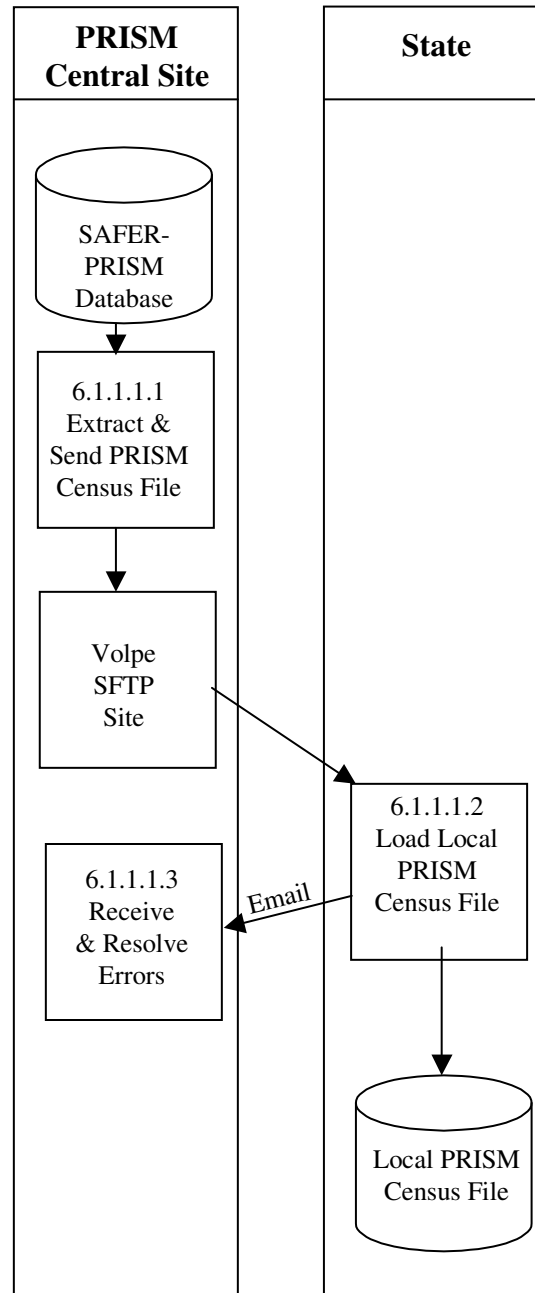 PRISM
Central Site
State
SAFER-
PRISM
Database
6.1.1.1.1
Extract &
Send PRISM
Census File
Volpe
SFTP
Site
6.1.1.1.2
Load Local
PRISM
Census File
6.1.1.1.3
Receive
& Resolve
Errors
Email
Local PRISM
Census File